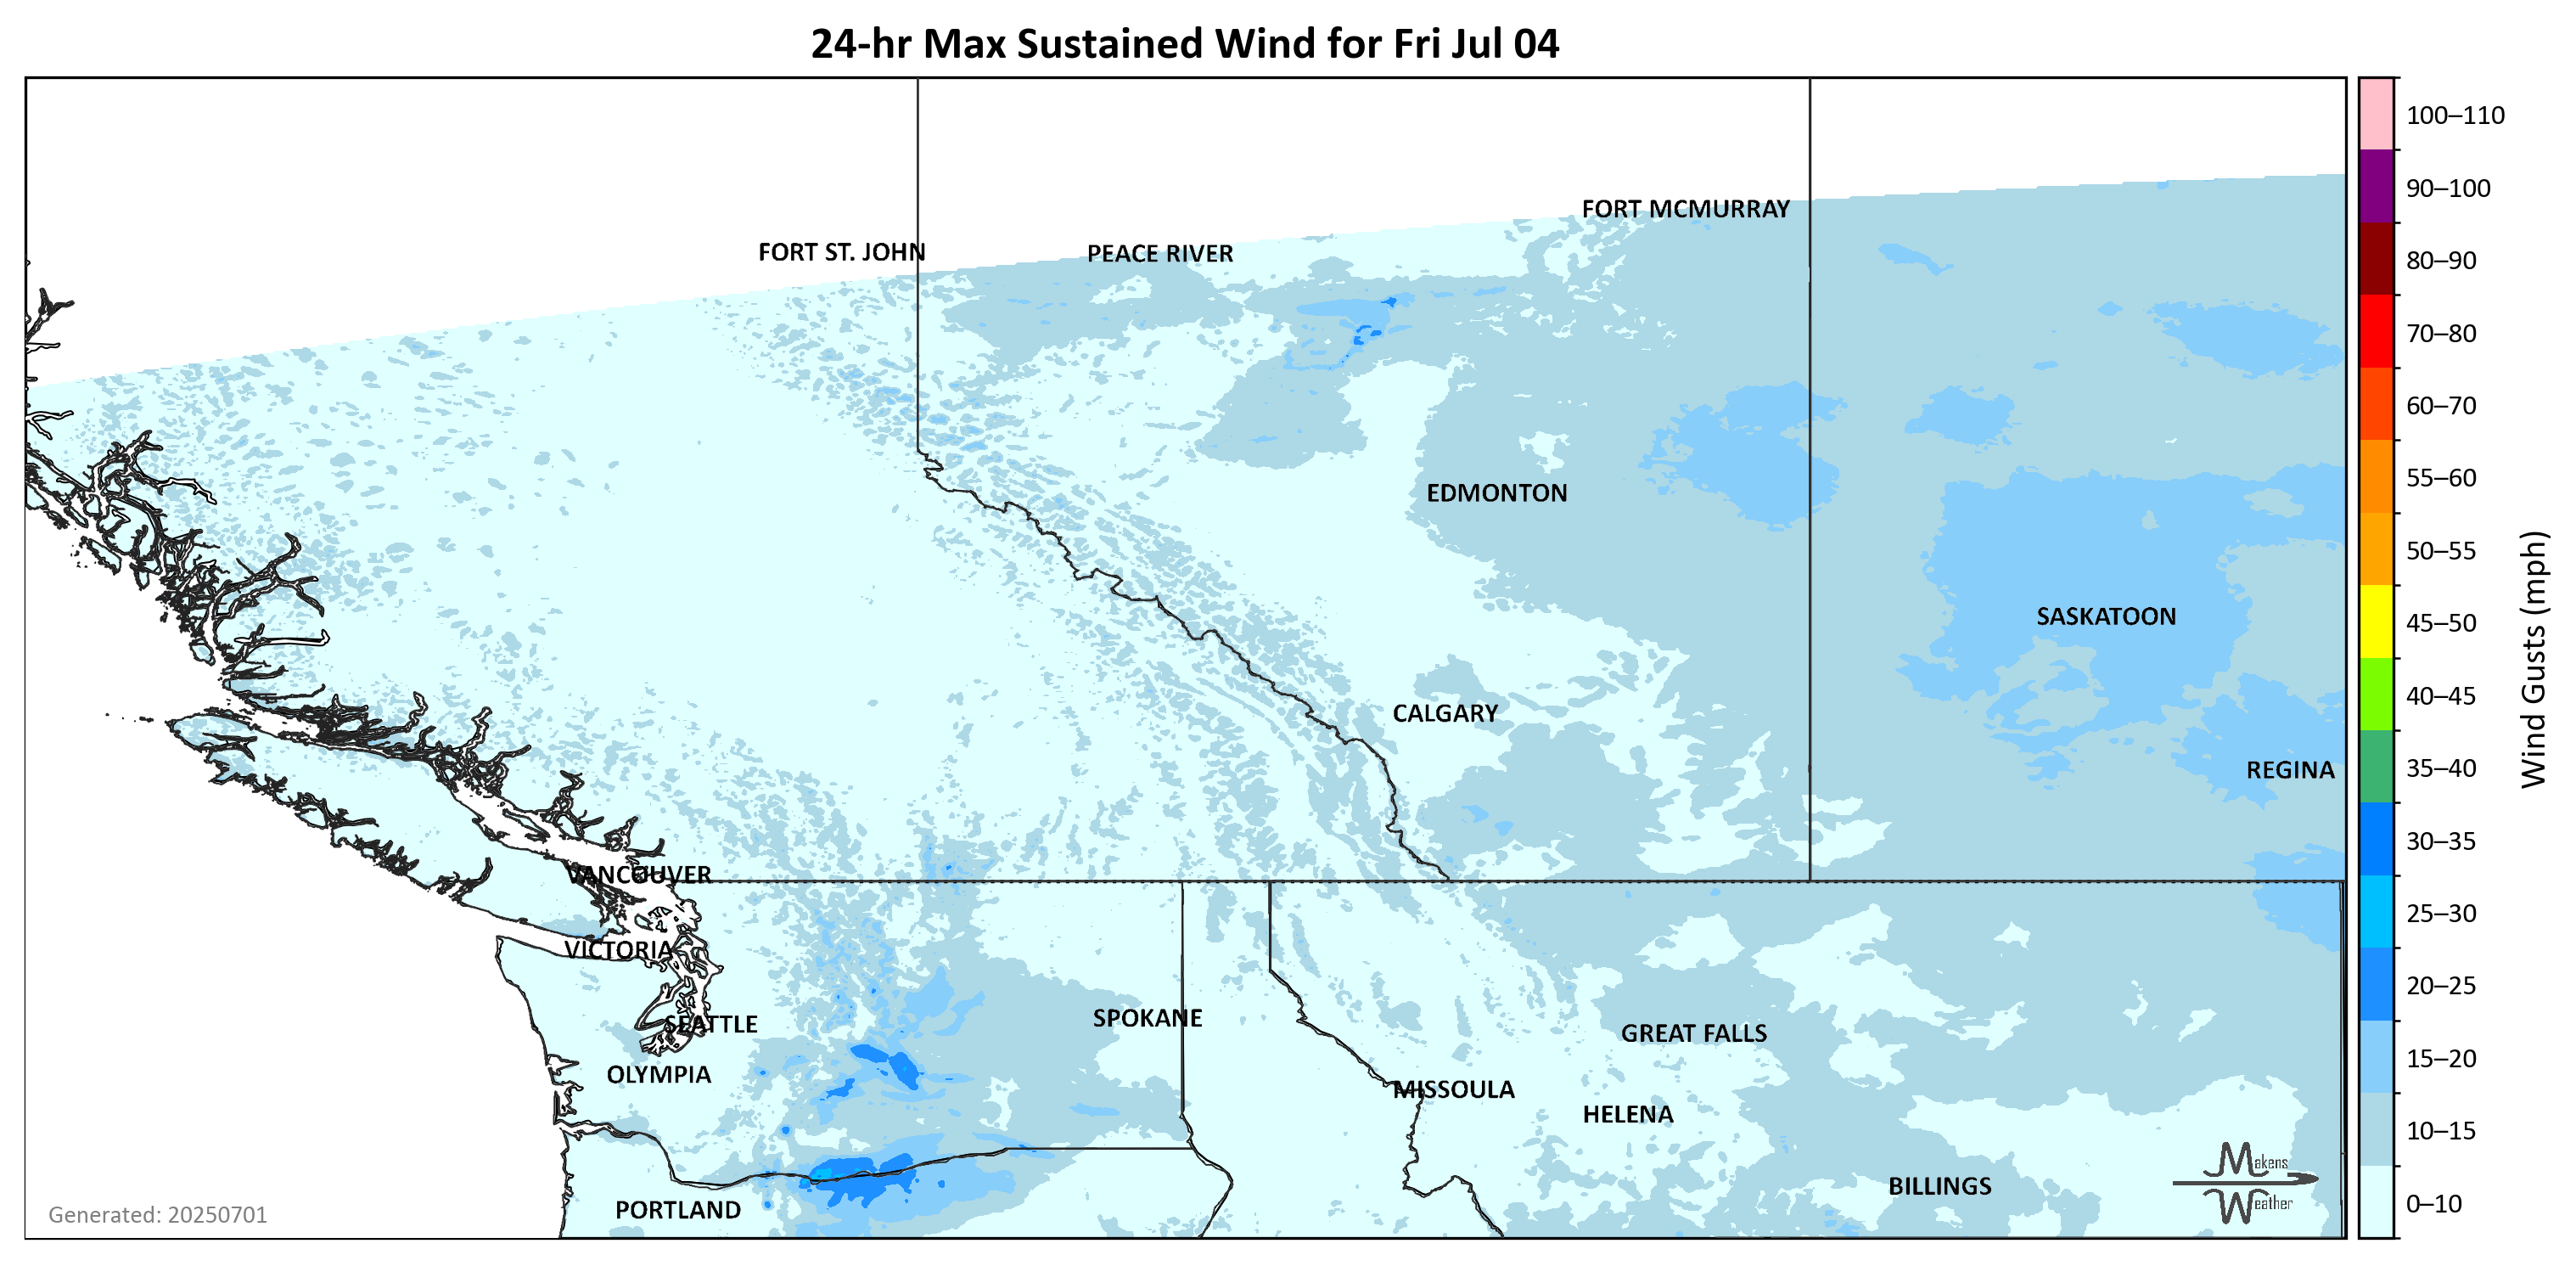 24-hr Max Sustained Wind for Fri Jul 04
100–110
FORT MCMURRAY
90–100
FORT ST. JOHN
PEACE RIVER
80–90
70–80
60–70
55–60
EDMONTON
50–55
SASKATOON
45–50
Wind Gusts (mph)
40–45
CALGARY
REGINA
35–40
30–35
VANCOUVER
25–30
VICTORIA
20–25
SEATTLE
SPOKANE
GREAT FALLS
15–20
OLYMPIA
MISSOULA
HELENA
10–15
Makens
Weather
BILLINGS
0–10
PORTLAND
Generated: 20250701